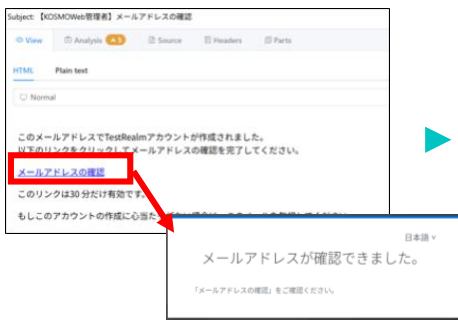 Subject: 【KOSMOWeb管理者】メールアドレスの確認
View Analysis 5 Source Headers Parts
HTML Plain text
Normal
このメールアドレスでTestRealmアカウントが作成されました。
以下のリンクをクリックしてメールアドレスの確認を完了してください。
メールアドレスの確認
このリンクは30 分だけ有効です。
もしこのアカウントの作成に心当た
日本語
メールアドレスが確認できました。
「メールアドレスの確認」をご確認ください。